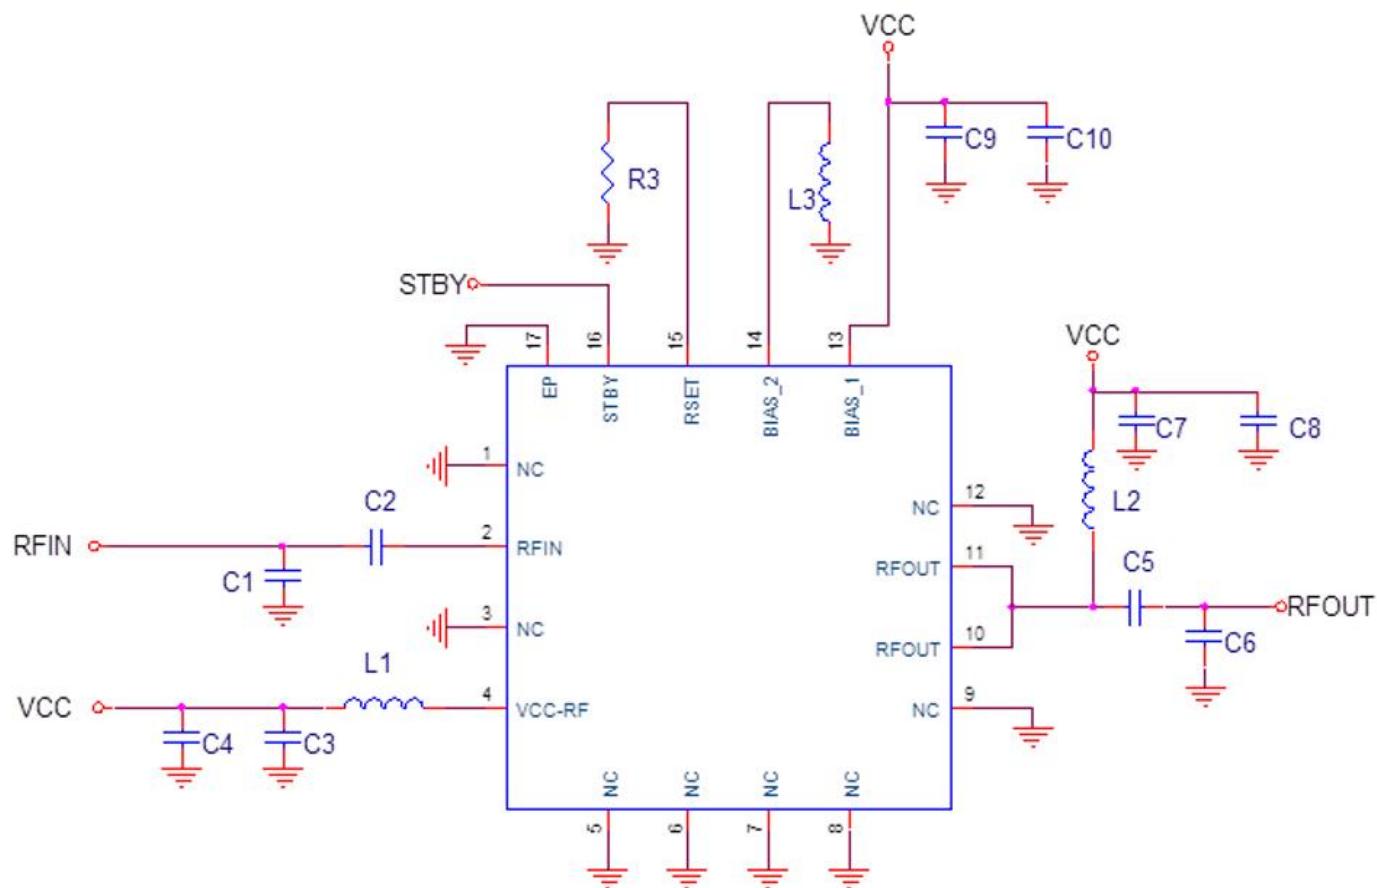 VCC
C9
C10
R3
L3
STBY
17
16
15
14
13
VCC
EP
STBY
RSET
BIAS_2
BIAS_1
C7
C8
1
NC
C2
NC
12
L2
RFIN
2
RFIN
11
RFOUT
C1
C5
3
NC
RFOUT
10
C6
RFOUT
L1
VCC
4
VCC-RF
NC
9
C4
C3
NC
NC
NC
NC
5
6
7
8